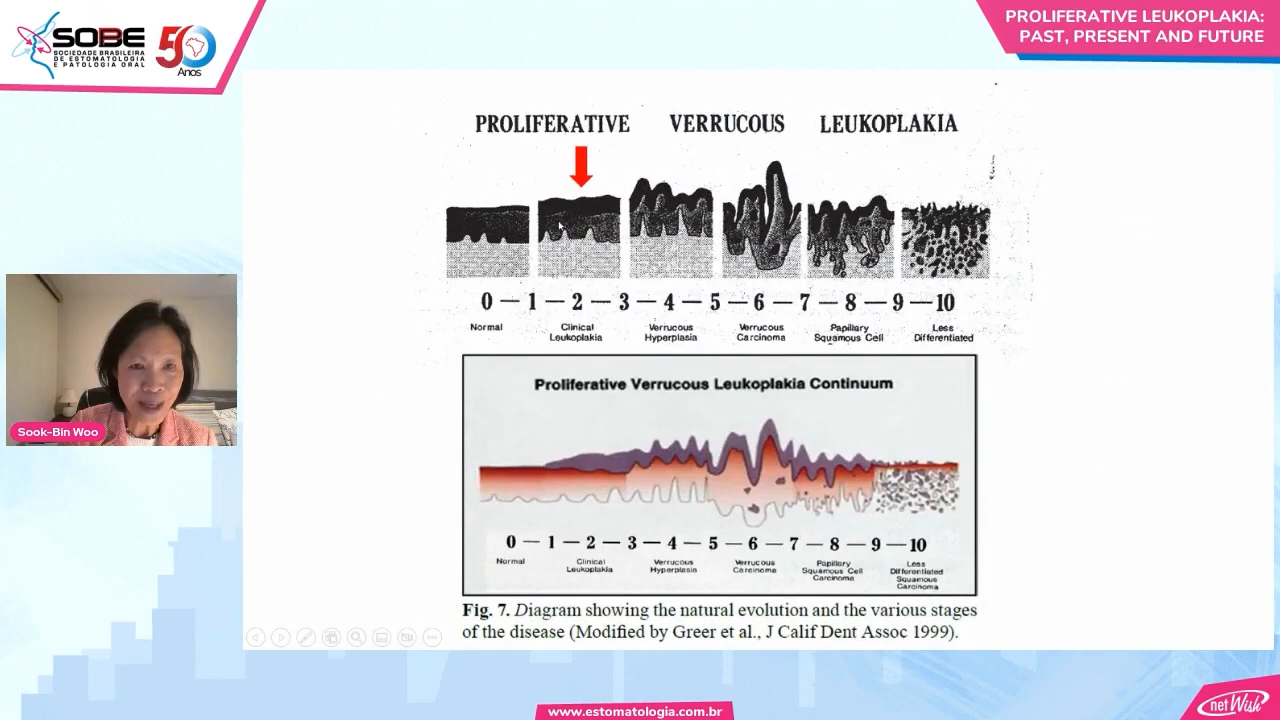 SOBE
SOCIEDADE BRASILEIRA
DE ESTOMATOLOGIA
E PATOLOGIA ORAL
50
Anos
PROLIFERATIVE LEUKOPLAKIA:
PAST, PRESENT AND FUTURE
PROLIFERATIVE VERRUCOUS LEUKOPLAKIA
0 — 1 — 2 — 3 — 4 — 5 — 6 — 7 — 8 — 9 — 10
Normal
Clinical
Leukoplakia
Verrucous
Hyperplasia
Verrucous
Carcinoma
Papillary
Squamous Cell
Less
Differentiated
Proliferative Verrucous Leukoplakia Continuum
0 — 1 — 2 — 3 — 4 — 5 — 6 — 7 — 8 — 9 — 10
Normal
Clinical
Leukoplakia
Verrucous
Hyperplasia
Verrucous
Carcinoma
Papillary
Squamous Cell
Carcinoma
Less
Differentiated
Squamous
Carcinoma
Fig. 7. Diagram showing the natural evolution and the various stages
of the disease (Modified by Greer et al., J Calif Dent Assoc 1999).
Sook-Bin Woo
www.estomatologia.com.br
netWish